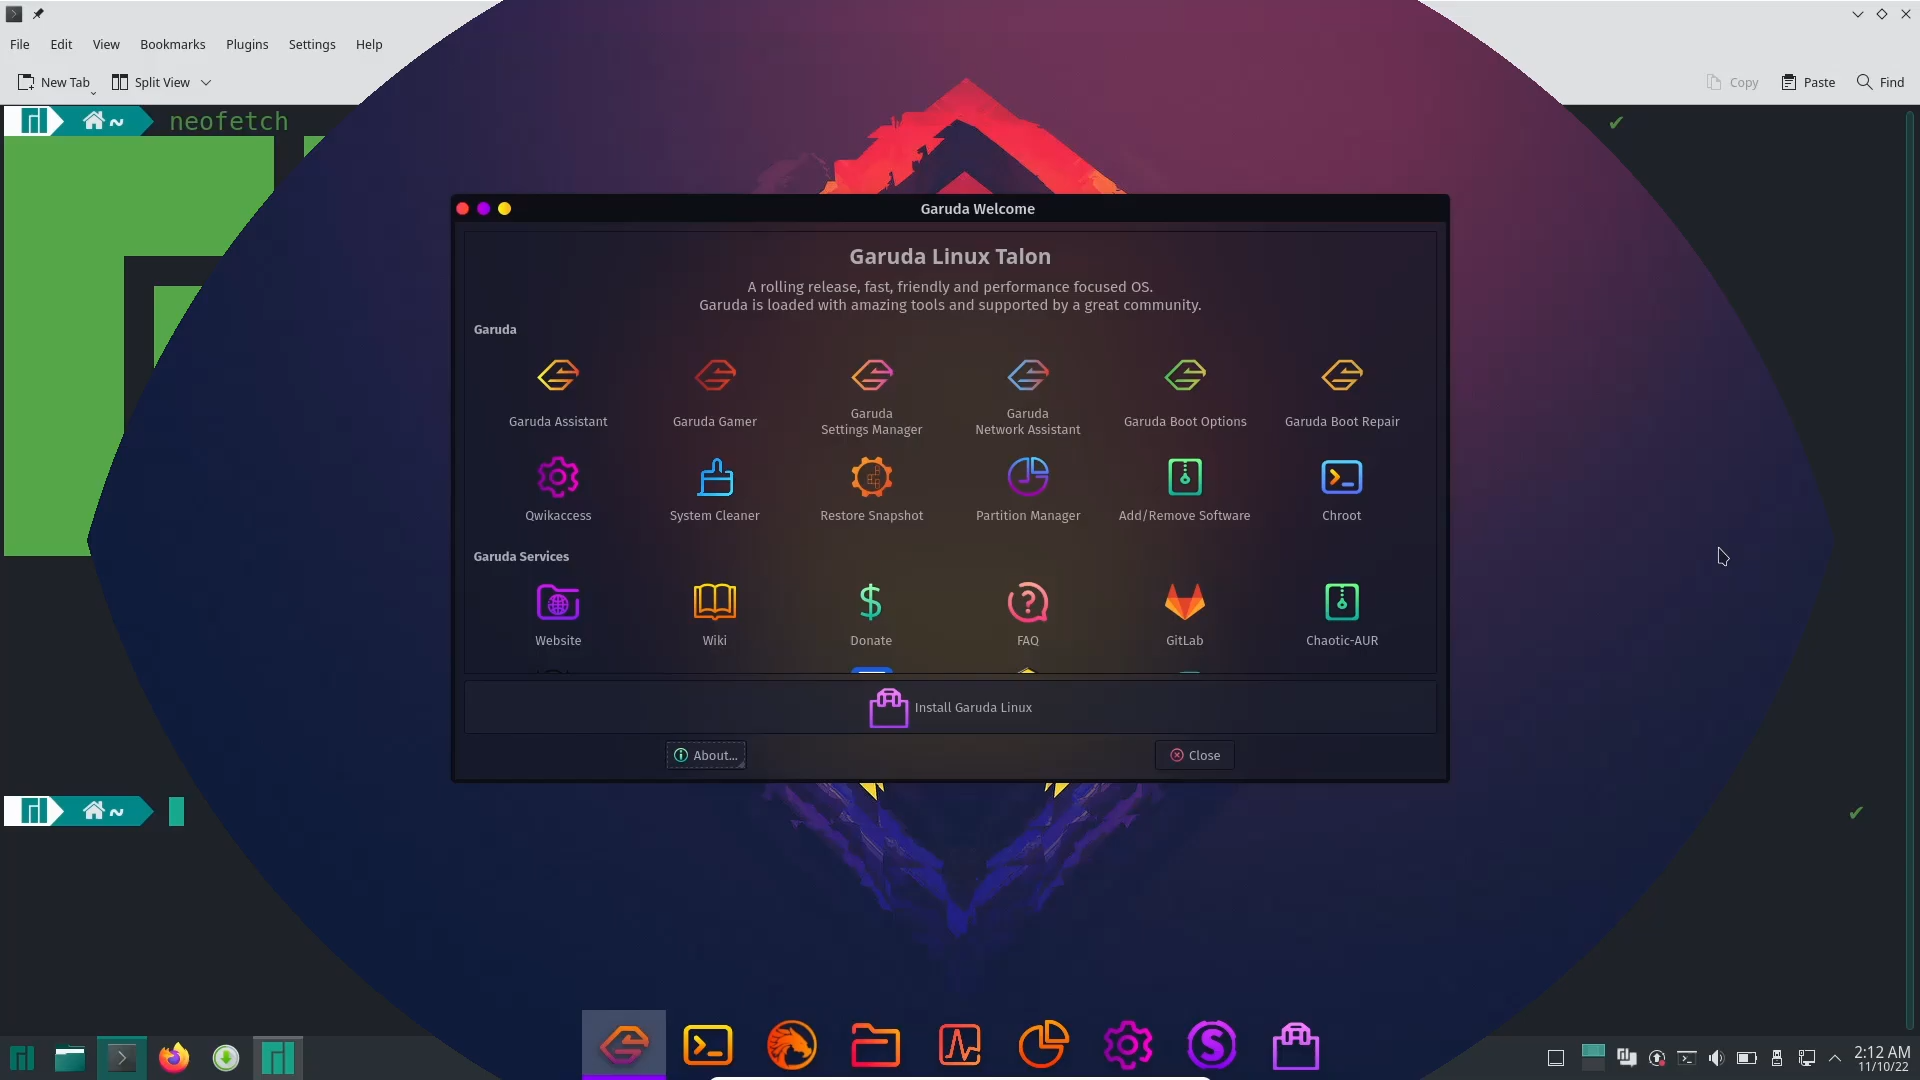 File Edit View Bookmarks Plugins Settings Help
New Tab Split View Copy Paste Find
~ neofetch
Garuda Welcome
Garuda Linux Talon
A rolling release, fast, friendly and performance focused OS.
Garuda is loaded with amazing tools and supported by a great community.
Garuda
Garuda Assistant
Garuda Gamer
Garuda
Settings Manager
Garuda
Network Assistant
Garuda Boot Options
Garuda Boot Repair
Qwikaccess
System Cleaner
Restore Snapshot
Partition Manager
Add/Remove Software
Chroot
Garuda Services
Website
Wiki
Donate
FAQ
GitLab
Chaotic-AUR
Install Garuda Linux
About...
Close
~
2:12 AM
11/10/22